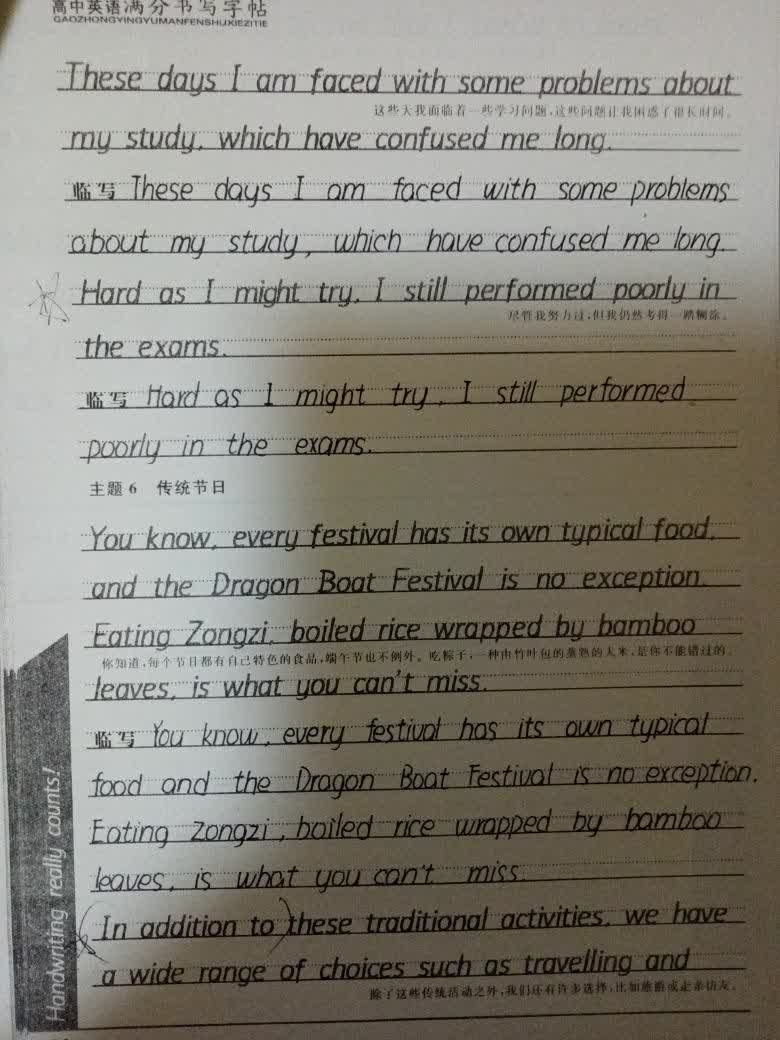 高中英语满分书写字帖
GAOZHONGYINGYUMANFENSHUXIEZITIE
These days I am faced with some problems about
这些天我面临着一些学习问题,这些问题让我困惑了很长时间。
my study, which have confused me long.
临写 These days I am faced with some problems
about my study, which have confused me long.
Hard as I might try, I still performed poorly in
尽管我努力过,但我仍然考得一踏糊涂。
the exams.
临写 Hard as I might try, I still performed
poorly in the exams.
主题6 传统节日
You know, every festival has its own typical food,
and the Dragon Boat Festival is no exception.
Eating Zongzi, boiled rice wrapped by bamboo
你知道,每个节日都有自己特色的食品,端午节也不例外。吃粽子,一种由竹叶包的蒸熟的大米,是你不能错过的。
leaves, is what you can't miss.
临写 You know, every festival has its own typical
food and the Dragon Boat Festival is no exception.
Eating Zongzi, boiled rice wrapped by bamboo
leaves, is what you can't miss.
(In addition to) these traditional activities, we have
a wide range of choices such as travelling and
除了这些传统活动之外,我们还有许多选择,比如旅游或走亲访友。
Handwriting really counts!